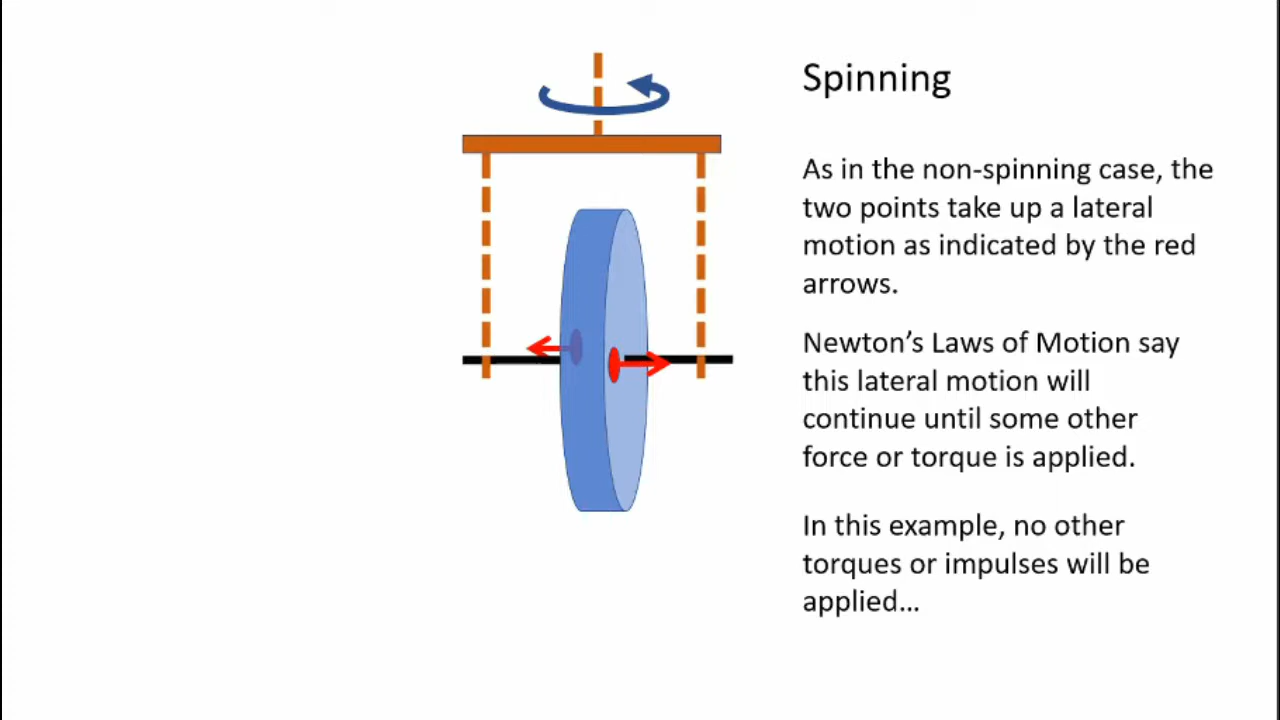 Spinning
As in the non-spinning case, the
two points take up a lateral
motion as indicated by the red
arrows.
Newton’s Laws of Motion say
this lateral motion will
continue until some other
force or torque is applied.
In this example, no other
torques or impulses will be
applied…